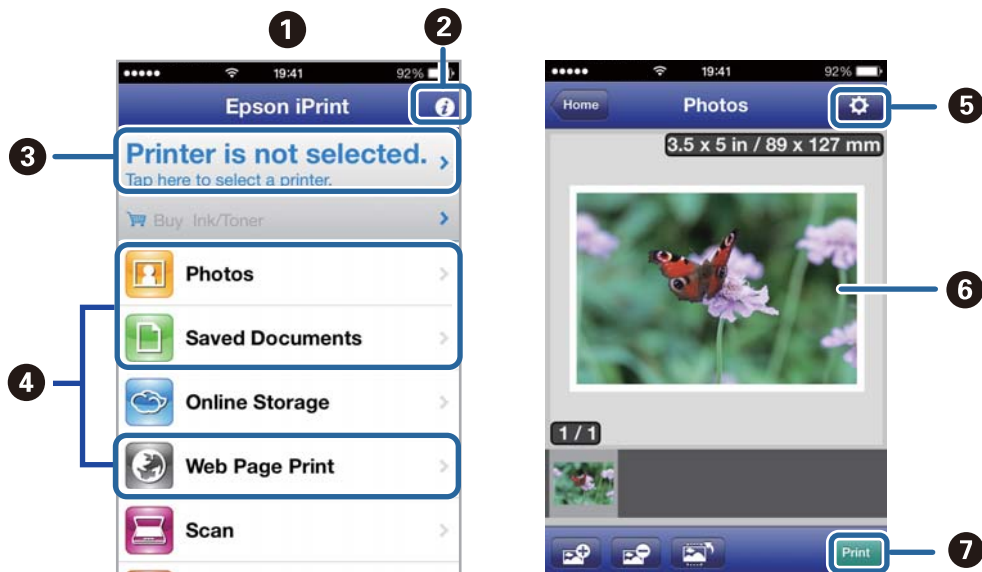 1
2
19:41
92%
Epson iPrint
3
Printer is not selected.
Tap here to select a printer.
Buy Ink/Toner
Photos
Saved Documents
4
Online Storage
Web Page Print
Scan
19:41
92%
Home
Photos
5
3.5 x 5 in / 89 x 127 mm
6
1 / 1
Print
7